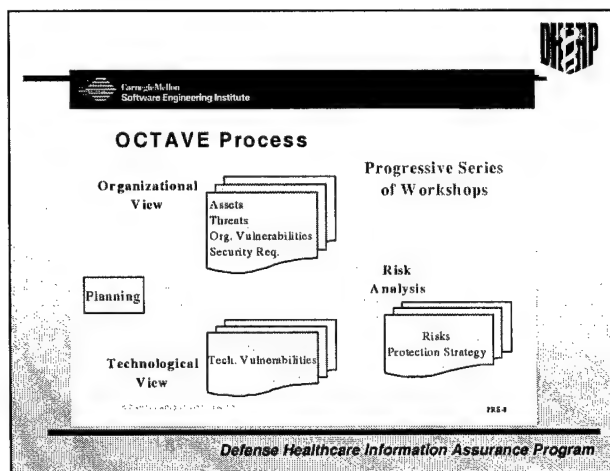 DHIAP
Carnegie Mellon
Software Engineering Institute
OCTAVE Process
Progressive Series
of Workshops
Organizational
View
Assets
Threats
Org. Vulnerabilities
Security Req.
Planning
Risk
Analysis
Risks
Protection Strategy
Technological
View
Tech. Vulnerabilities
Defense Healthcare Information Assurance Program